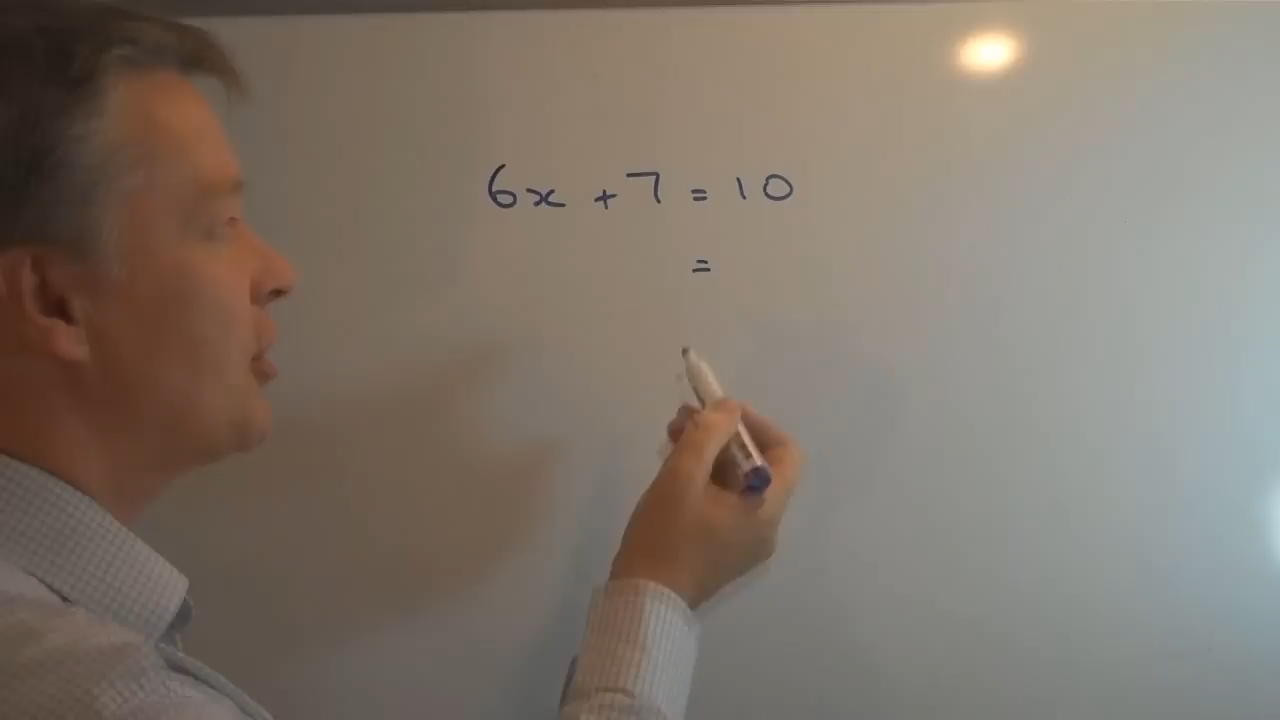 6x + 7 = 10
=